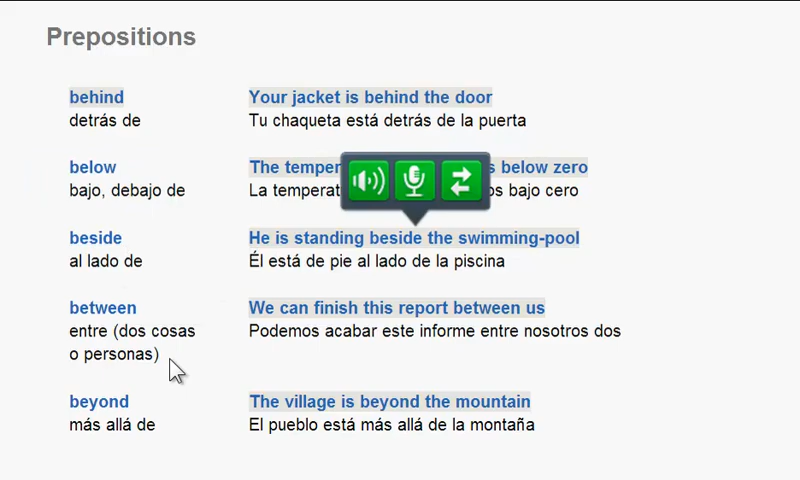 Prepositions
behind
Your jacket is behind the door
detrás de
Tu chaqueta está detrás de la puerta
below
The temper s below zero
bajo, debajo de
La temperat os bajo cero
beside
He is standing beside the swimming-pool
al lado de
Él está de pie al lado de la piscina
between
We can finish this report between us
entre (dos cosas
Podemos acabar este informe entre nosotros dos
o personas)
beyond
The village is beyond the mountain
más allá de
El pueblo está más allá de la montaña